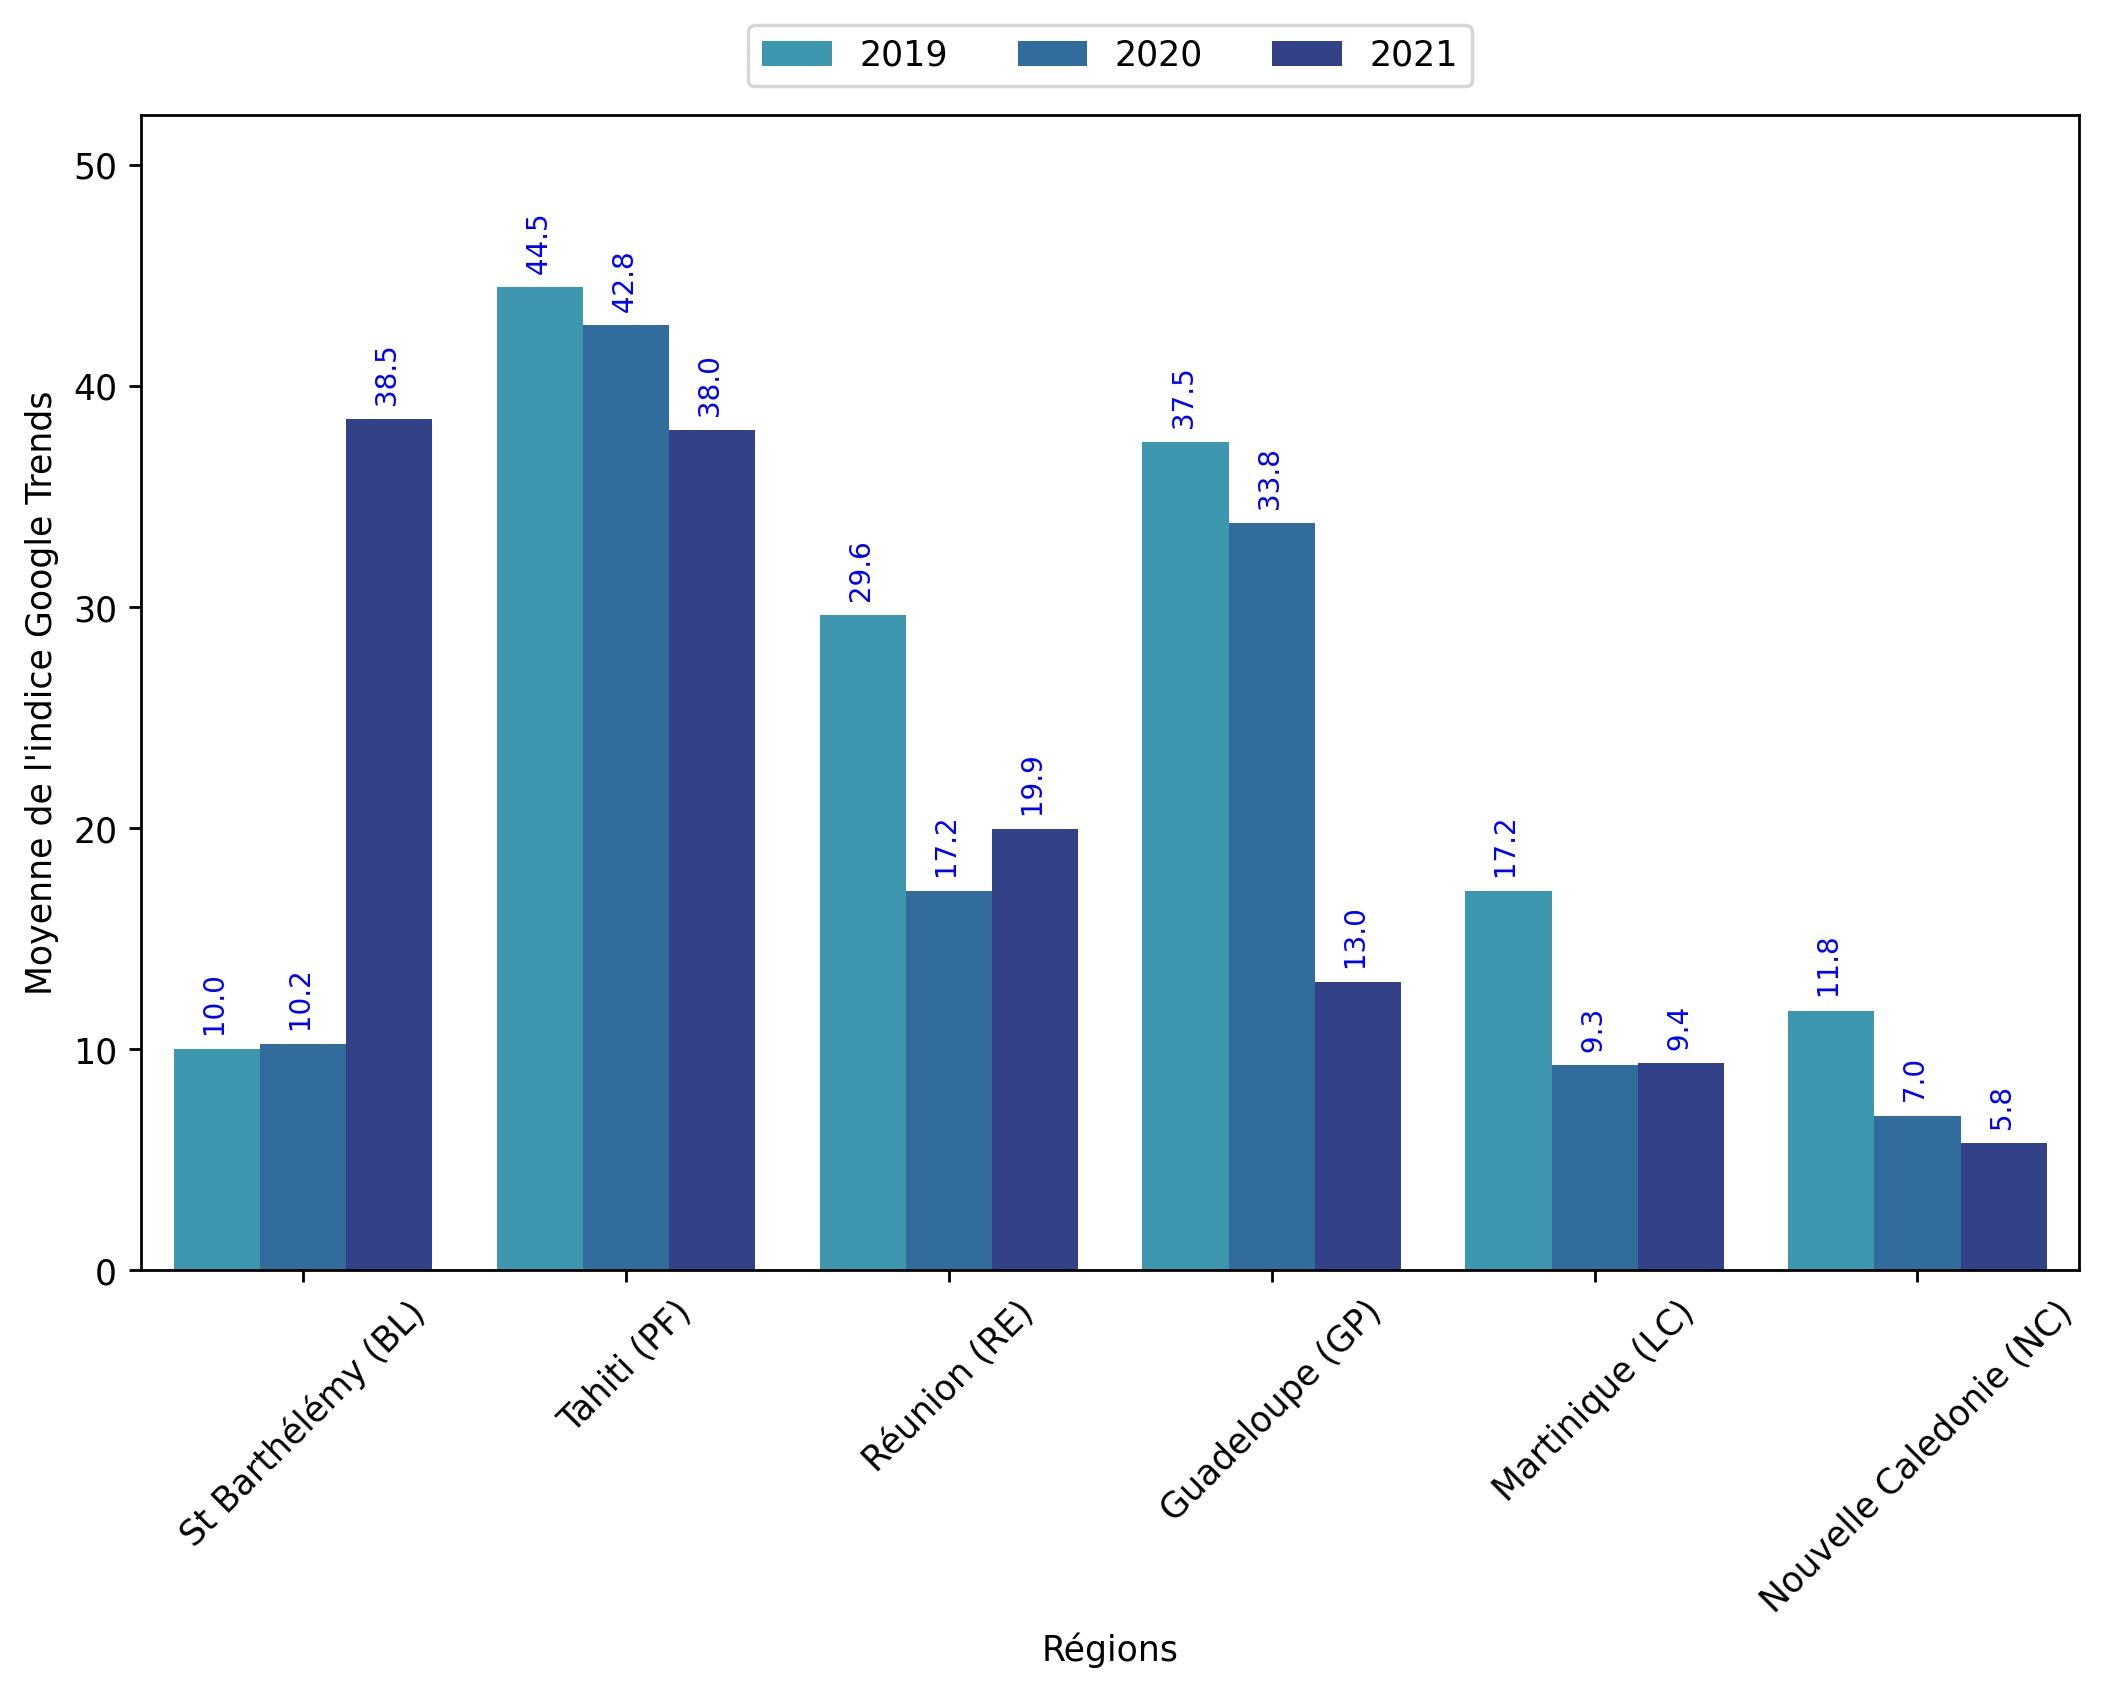 2019 2020 2021
Moyenne de l'indice Google Trends
50
40
30
20
10
0
10.0 10.2 38.5
44.5 42.8 38.0
29.6 17.2 19.9
37.5 33.8 13.0
17.2 9.3 9.4
11.8 7.0 5.8
St Barthélémy (BL)
Tahiti (PF)
Réunion (RE)
Guadeloupe (GP)
Martinique (LC)
Nouvelle Caledonie (NC)
Régions